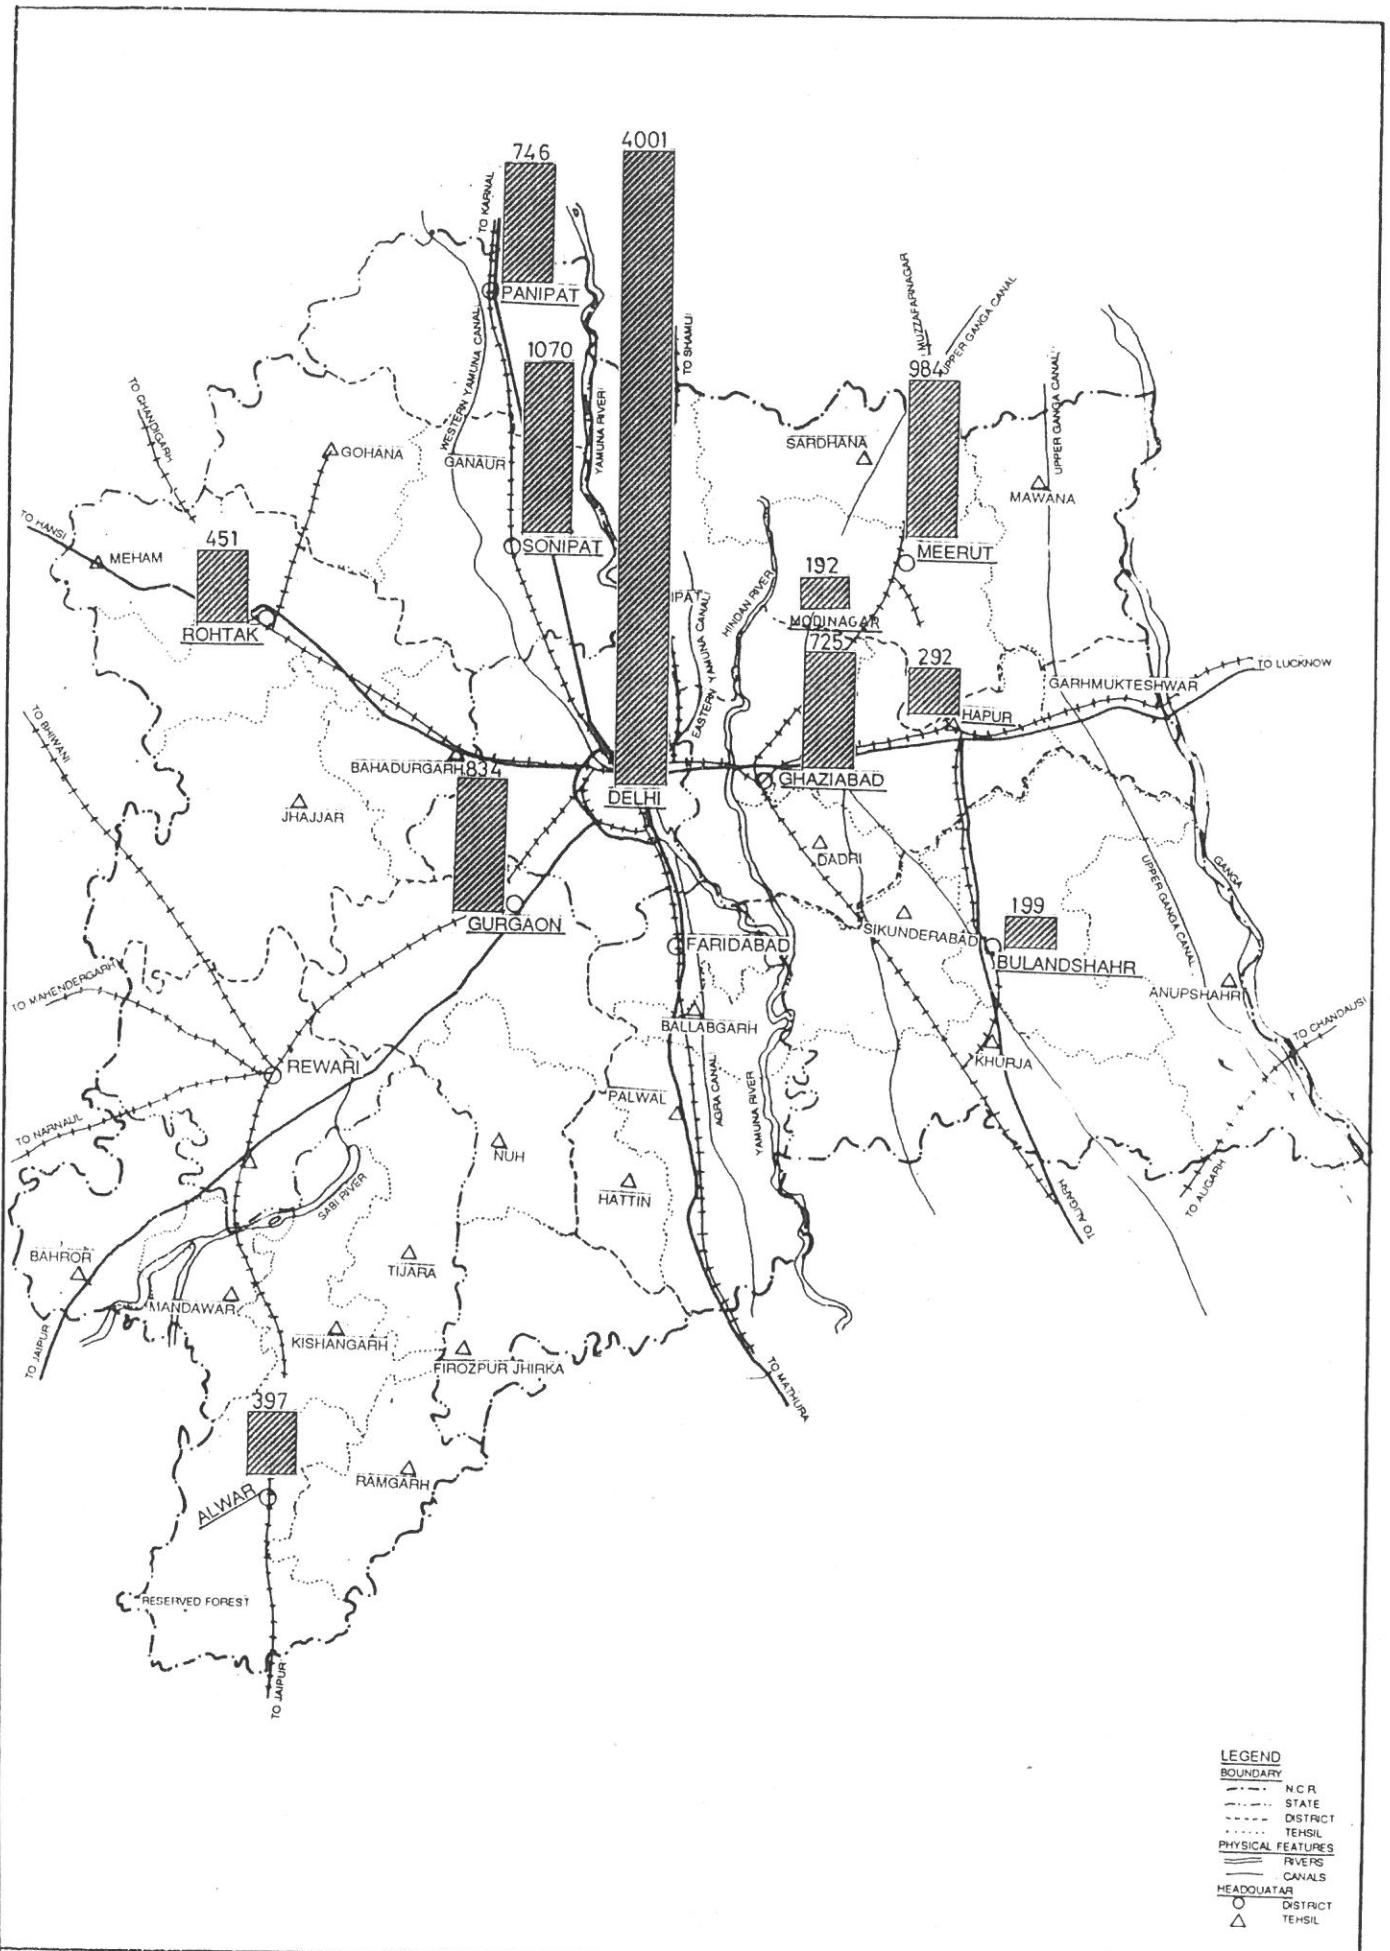 4001
746
TO KARNAL
PANIPAT
1070
WESTERN YAMUNA CANAL
YAMUNA RIVER
TO SHAMLI
MUZZAFARNAGAR
UPPER GANGA CANAL
984
UPPER GANGA CANAL
TO CHANDIGARH
GOHANA
GANAUR
SARDHANA
MAWANA
TO HANSI
MEHAM
451
SONIPAT
MEERUT
192
ROHTAK
IPAT
EASTERN YAMUNA CANAL
HINDAN RIVER
MODINAGAR
725
292
TO LUCKNOW
GARHMUKTESHWAR
HAPUR
TO BHIWANI
BAHADURGARH
834
GHAZIABAD
DELHI
JHAJJAR
DADRI
UPPER GANGA CANAL
GANGA
199
GURGAON
SIKUNDERABAD
FARIDABAD
BULANDSHAHR
TO MAHENDERGARH
ANUPSHAHR
BALLABGARH
TO CHANDAUSI
REWARI
KHURJA
PALWAL
AGRA CANAL
YAMUNA RIVER
TO NARNAUL
NUH
HATTIN
SABI RIVER
TO ALIGARH
TO ALIGARH
BAHROR
TIJARA
MANDAWAR
KISHANGARH
FIROZPUR JHIRKA
TO JAIPUR
TO MATHURA
397
RAMGARH
ALWAR
RESERVED FOREST
TO JAIPUR
LEGEND
BOUNDARY
N.C.R
STATE
DISTRICT
TEHSIL
PHYSICAL FEATURES
RIVERS
CANALS
HEADQUATAR
DISTRICT
TEHSIL